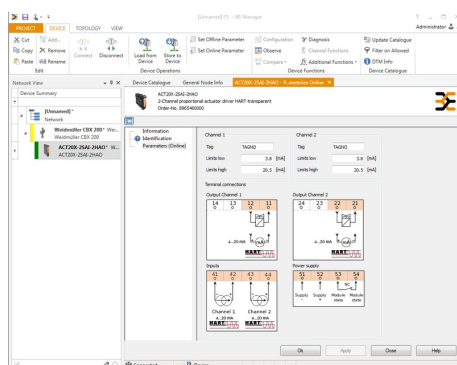 [Unnamed] (*) - WI-Manager
PROJECT DEVICE TOPOLOGY VIEW
Administrator
Cut
Copy
Paste
Add...
Remove
Rename
Connect
Disconnect
Load from Device
Store to Device
Set Offline Parameter
Set Online Parameter
Configuration
Observe
Compare
Diagnosis
Channel Functions
Additional Functions
Update Catalogue
Filter on Allowed
DTM Info
Edit
Device Operations
Device Functions
Device Catalogue
Network View
Device Summary
[Unnamed]*
Network
Weidmüller CBX 200* We...
Weidmüller CBX 200
ACT20X-2SAI-2HAO* W...
ACT20X-2SAI-2HAO
Device Catalogue General Node Info
ACT20X-2SAI-2HAO
2-Channel proportional actuator driver HART-transparent
Order-No. 8965400000
Information
Identification
Parameters (Online)
Channel 1
Tag TAGNO
Limits low 3.8 [mA]
Limits high 20.5 [mA]
Channel 2
Tag TAGNO
Limits low 3.8 [mA]
Limits high 20.5 [mA]
Terminal connections
Output Channel 1
14 13 12 11
4...20 mA
HART
Output Channel 2
24 23 22 21
4...20 mA
HART
Inputs
41 42 43 44
Channel 1 Channel 2
4...20 mA 4...20 mA
HART HART
Power supply
51 52 53 54
NC
Supply - Supply + Module state Module state
Ok Apply Close Help
Connected Device